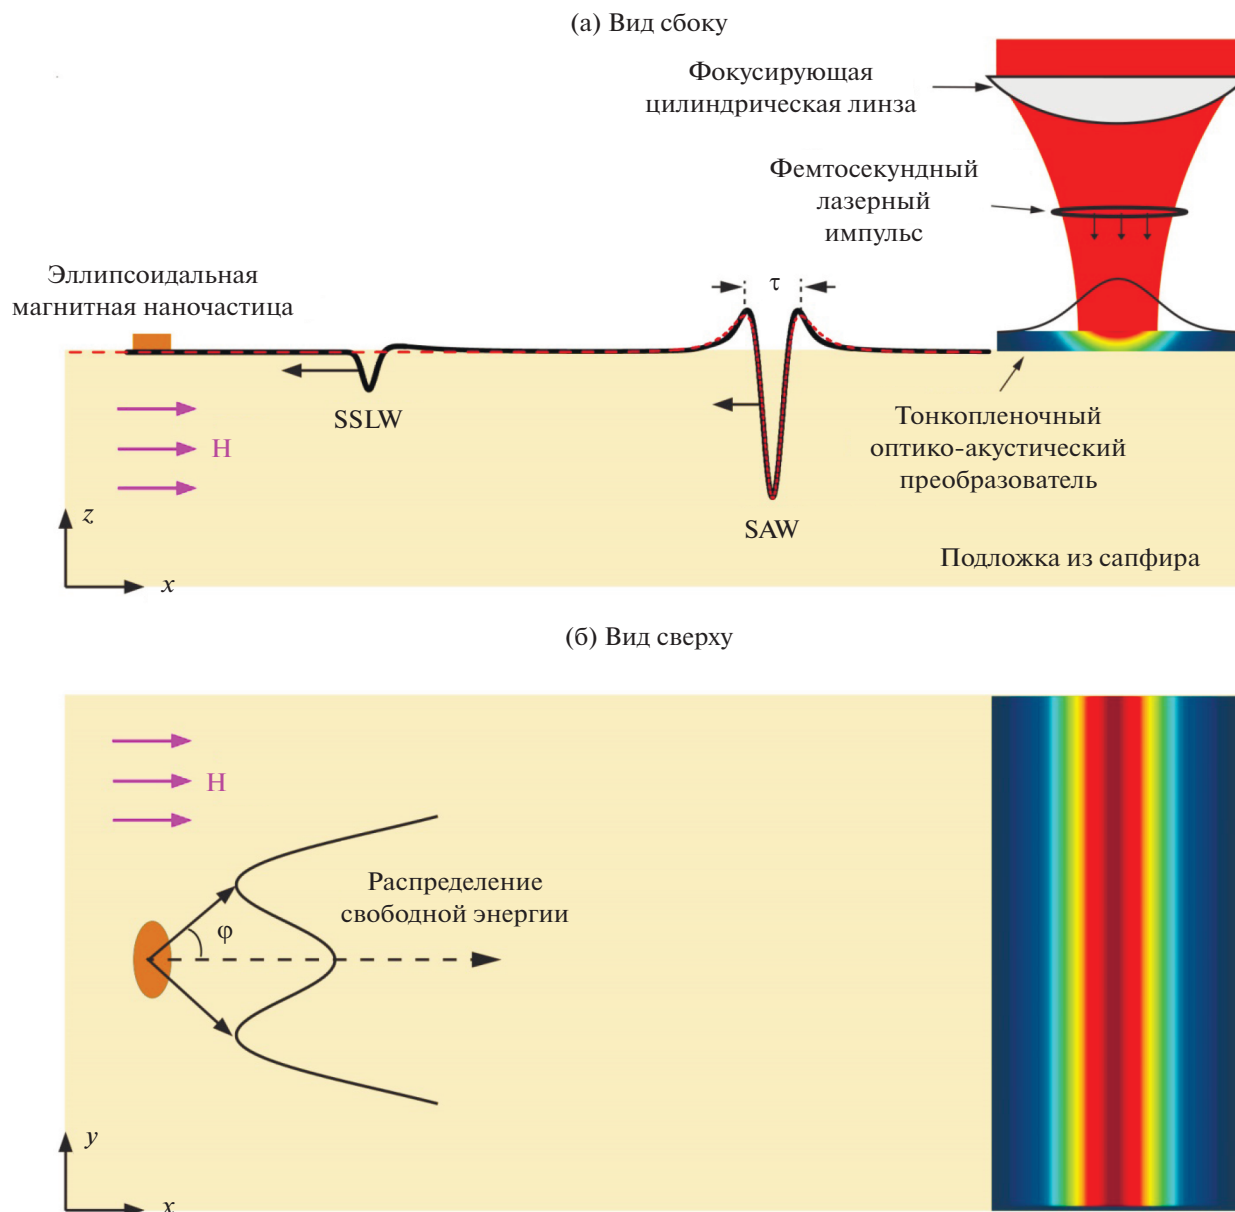 (а) Вид сбоку
Фокусирующая
цилиндрическая линза
Фемтосекундный
лазерный
импульс
Эллипсоидальная
магнитная наночастица
τ
SSLW
H
Тонкопленочный
оптико-акустический
преобразователь
SAW
z
x
Подложка из сапфира
(б) Вид сверху
H
Распределение
свободной энергии
φ
y
x